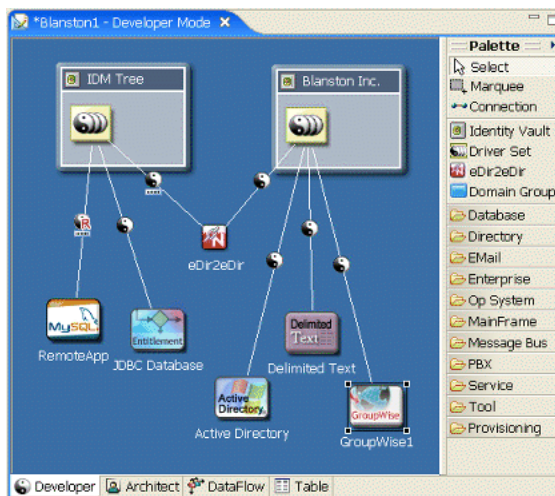 *Blanston1 - Developer Mode
IDM Tree
Blanston Inc.
R
eDir2eDir
MySQL
RemoteApp
Entitlement
JDBC Database
Delimited
Text
Delimited Text
Active
Directory
Active Directory
GroupWise
GroupWise1
Palette
Select
Marquee
Connection
Identity Vault
Driver Set
eDir2eDir
Domain Group
Database
Directory
EMail
Enterprise
Op System
MainFrame
Message Bus
PBX
Service
Tool
Provisioning
Developer
Architect
DataFlow
Table